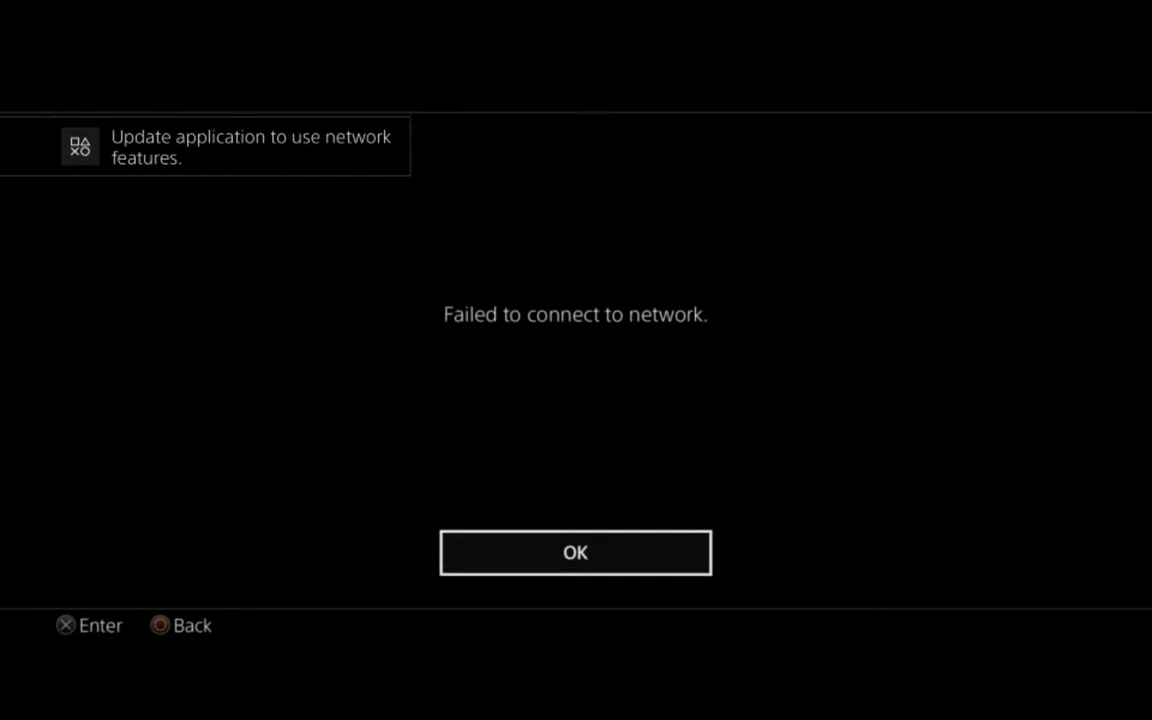 Update application to use network
features.
Failed to connect to network.
OK
Enter Back